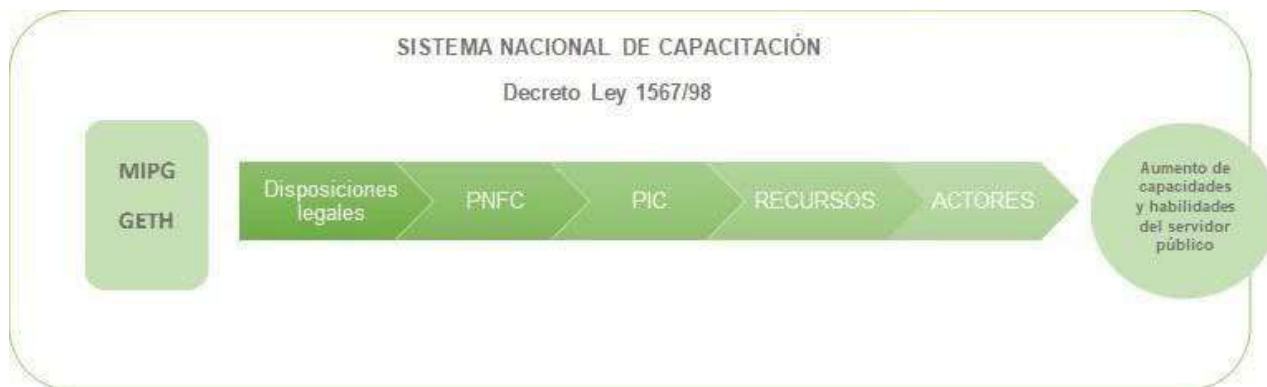 SISTEMA NACIONAL DE CAPACITACIÓN
Decreto Ley 1567/98
MIPG
GETH
Disposiciones
legales
PNFC
PIC
RECURSOS
ACTORES
Aumento de
capacidades
y habilidades
del servidor
público